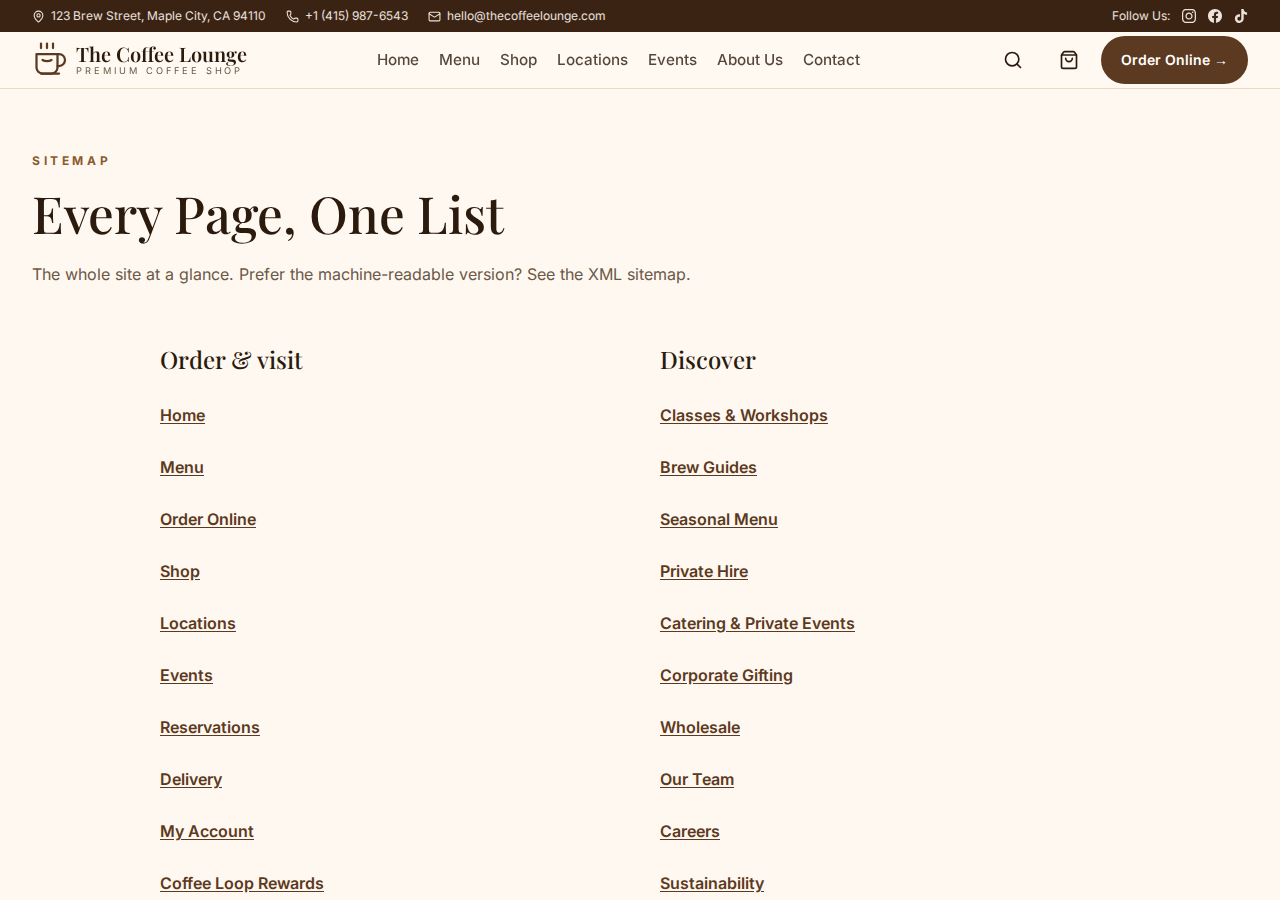 123 Brew Street, Maple City, CA 94110
+1 (415) 987-6543
hello@thecoffeelounge.com
Follow Us:
The Coffee Lounge
PREMIUM COFFEE SHOP
Home
Menu
Shop
Locations
Events
About Us
Contact
Order Online →
SITEMAP
Every Page, One List
The whole site at a glance. Prefer the machine-readable version? See the XML sitemap.
Order & visit
Home
Menu
Order Online
Shop
Locations
Events
Reservations
Delivery
My Account
Coffee Loop Rewards
Discover
Classes & Workshops
Brew Guides
Seasonal Menu
Private Hire
Catering & Private Events
Corporate Gifting
Wholesale
Our Team
Careers
Sustainability